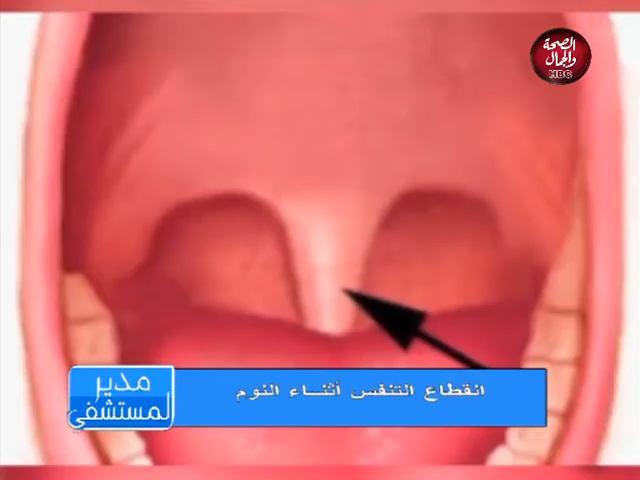 الصحة
والجمال
HBC
انقطاع التنفس أثناء النوم
مدير
المستشفى